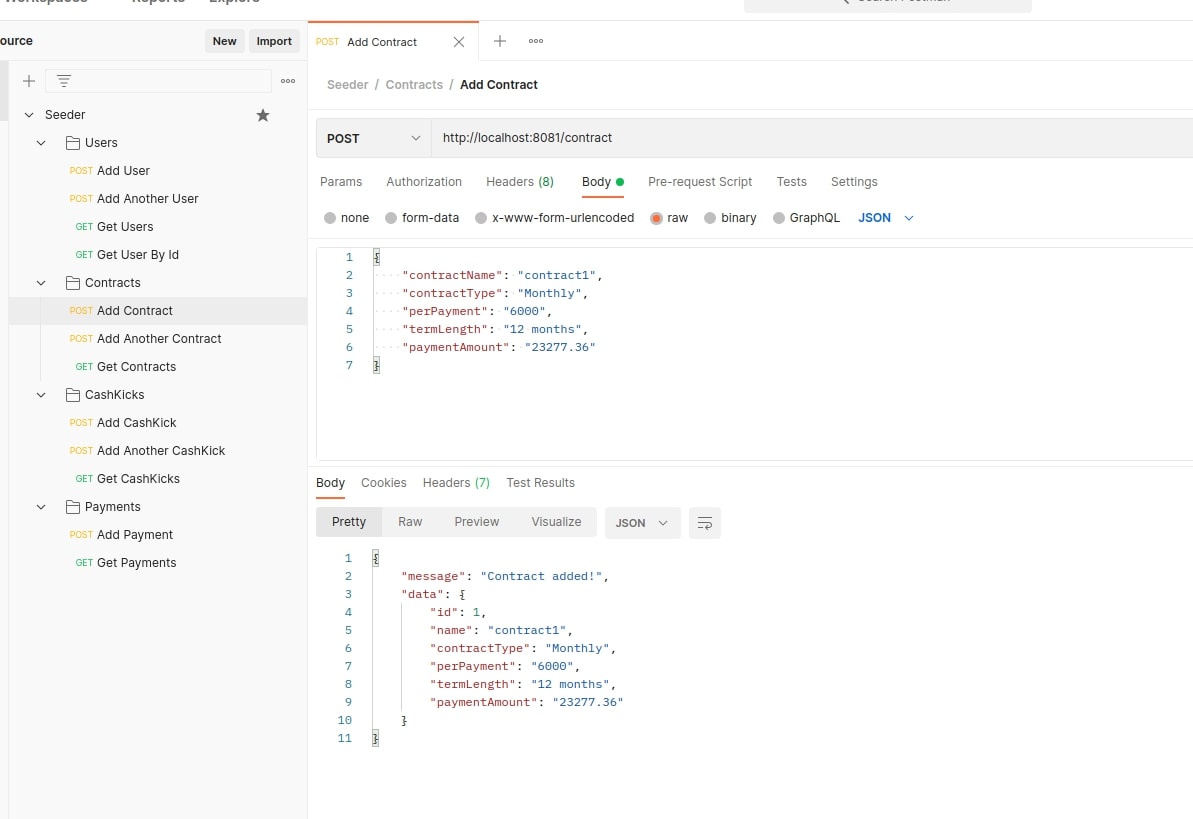 Workspaces Reports Explore Search Postman
ource New Import
POST Add Contract
Seeder / Contracts / Add Contract
Seeder
Users
POST Add User
POST Add Another User
GET Get Users
GET Get User By Id
Contracts
POST Add Contract
POST Add Another Contract
GET Get Contracts
CashKicks
POST Add CashKick
POST Add Another CashKick
GET Get CashKicks
Payments
POST Add Payment
GET Get Payments
POST http://localhost:8081/contract
Params Authorization Headers (8) Body Pre-request Script Tests Settings
none form-data x-www-form-urlencoded raw binary GraphQL JSON
1 {
2 "contractName": "contract1",
3 "contractType": "Monthly",
4 "perPayment": "6000",
5 "termLength": "12 months",
6 "paymentAmount": "23277.36"
7 }
Body Cookies Headers (7) Test Results
Pretty Raw Preview Visualize JSON
1 {
2 "message": "Contract added!",
3 "data": {
4 "id": 1,
5 "name": "contract1",
6 "contractType": "Monthly",
7 "perPayment": "6000",
8 "termLength": "12 months",
9 "paymentAmount": "23277.36"
10 }
11 }